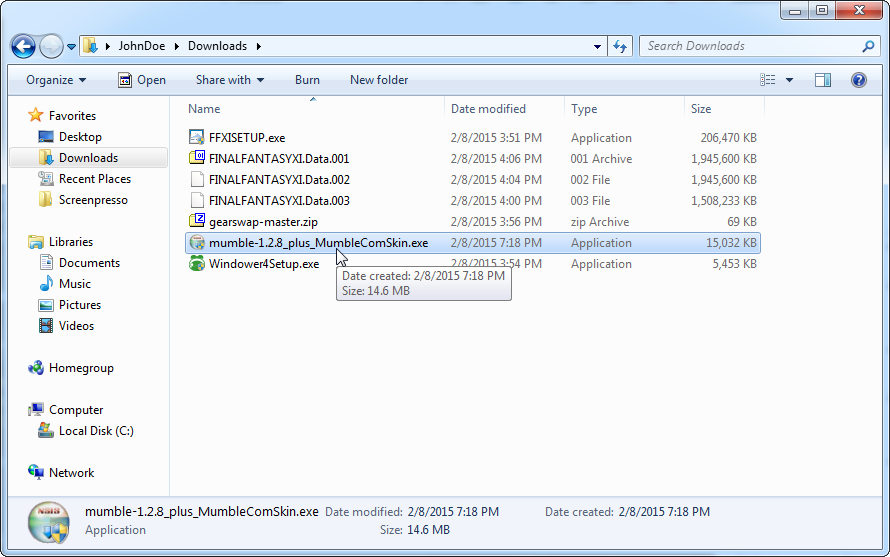 JohnDoe Downloads
Search Downloads
Organize Open Share with Burn New folder
Name Date modified Type Size
Favorites
Desktop
Downloads
Recent Places
Screenpresso
Libraries
Documents
Music
Pictures
Videos
Homegroup
Computer
Local Disk (C:)
Network
FFXISETUP.exe 2/8/2015 3:51 PM Application 206,470 KB
FINALFANTASYXI.Data.001 2/8/2015 4:06 PM 001 Archive 1,945,600 KB
FINALFANTASYXI.Data.002 2/8/2015 4:04 PM 002 File 1,945,600 KB
FINALFANTASYXI.Data.003 2/8/2015 4:00 PM 003 File 1,508,233 KB
gearswap-master.zip 2/8/2015 3:56 PM zip Archive 69 KB
mumble-1.2.8_plus_MumbleComSkin.exe 2/8/2015 7:18 PM Application 15,032 KB
Windower4Setup.exe 2/8/2015 3:54 PM Application 5,453 KB
Date created: 2/8/2015 7:18 PM
Size: 14.6 MB
mumble-1.2.8_plus_MumbleComSkin.exe Date modified: 2/8/2015 7:18 PM Date created: 2/8/2015 7:18 PM
Application Size: 14.6 MB